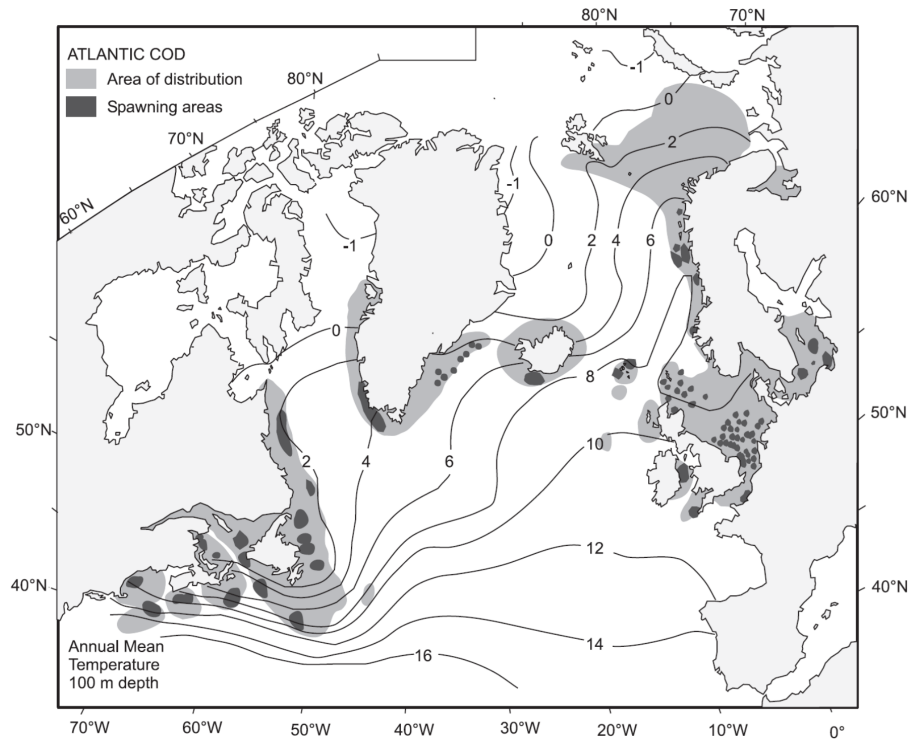 80°N 70°N
ATLANTIC COD
Area of distribution
Spawning areas
80°N
70°N
60°N
-1
0
2
-1
60°N
-1
0 2 4 6
0
8
50°N
50°N
10
2 4 6
12
40°N
40°N
14
16
Annual Mean
Temperature
100 m depth
70°W 60°W 50°W 40°W 30°W 20°W 10°W 0°